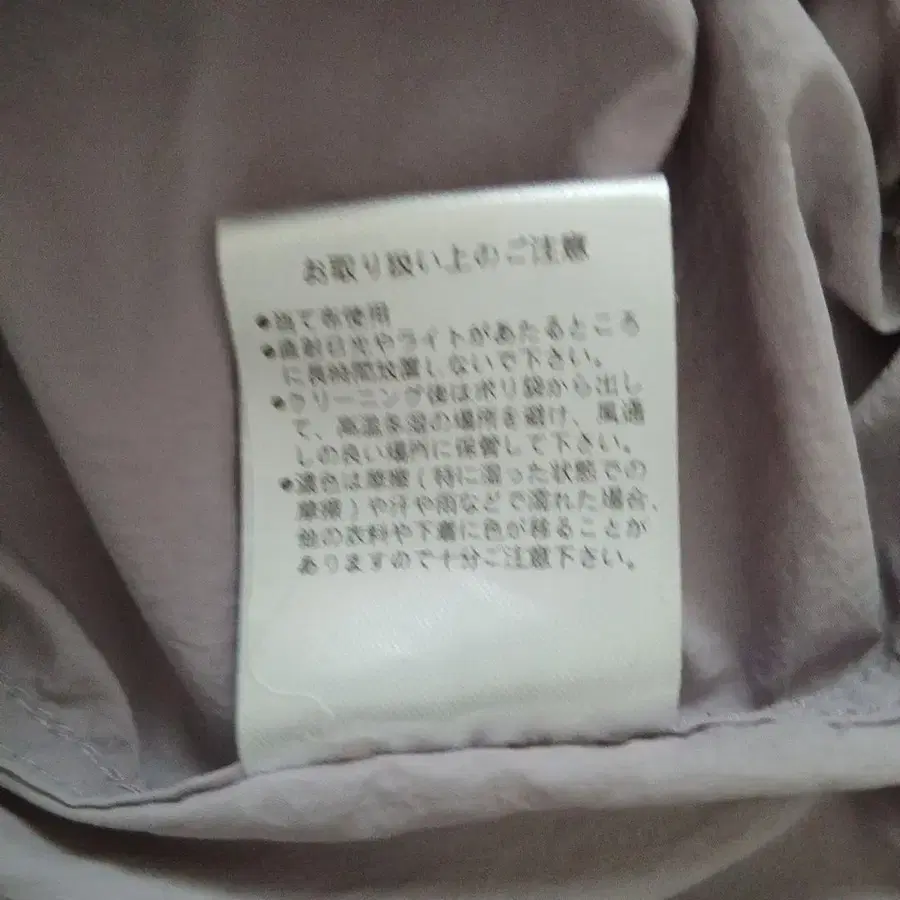 お取り扱い上のご注意
●当て布使用
●直射日光やライトがあたるところ
に長時間放置しないで下さい。
●クリーニング後はポリ袋から出し
て、高温多湿の場所を避け、風通
しの良い場所に保管して下さい。
●濃色は摩擦(特に湿った状態での
摩擦)や汗や雨などで濡れた場合、
他の衣料や下着に色が移ることが
ありますので十分ご注意下さい。